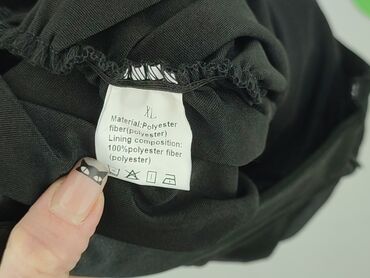 XL
Material:Polyester
fiber(polyester)
Lining composition:
100%polyester fiber
(polyester)